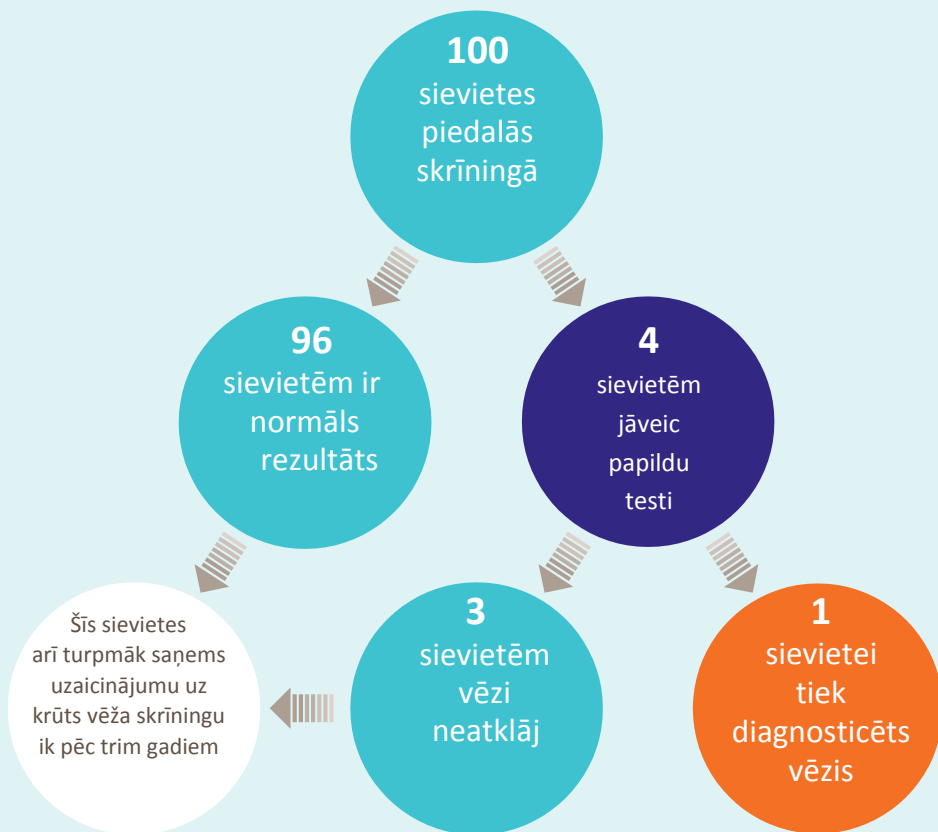 100
sievietes
piedalās
skrīningā
96
sievietēm ir
normāls
rezultāts
4
sievietēm
jāveic
papildu
testi
Šīs sievietes
arī turpmāk saņems
uzaicinājumu uz
krūts vēža skrīningu
ik pēc trim gadiem
3
sievietēm
vēzi
neatklāj
1
sievietei
tiek
diagnosticēts
vēzis